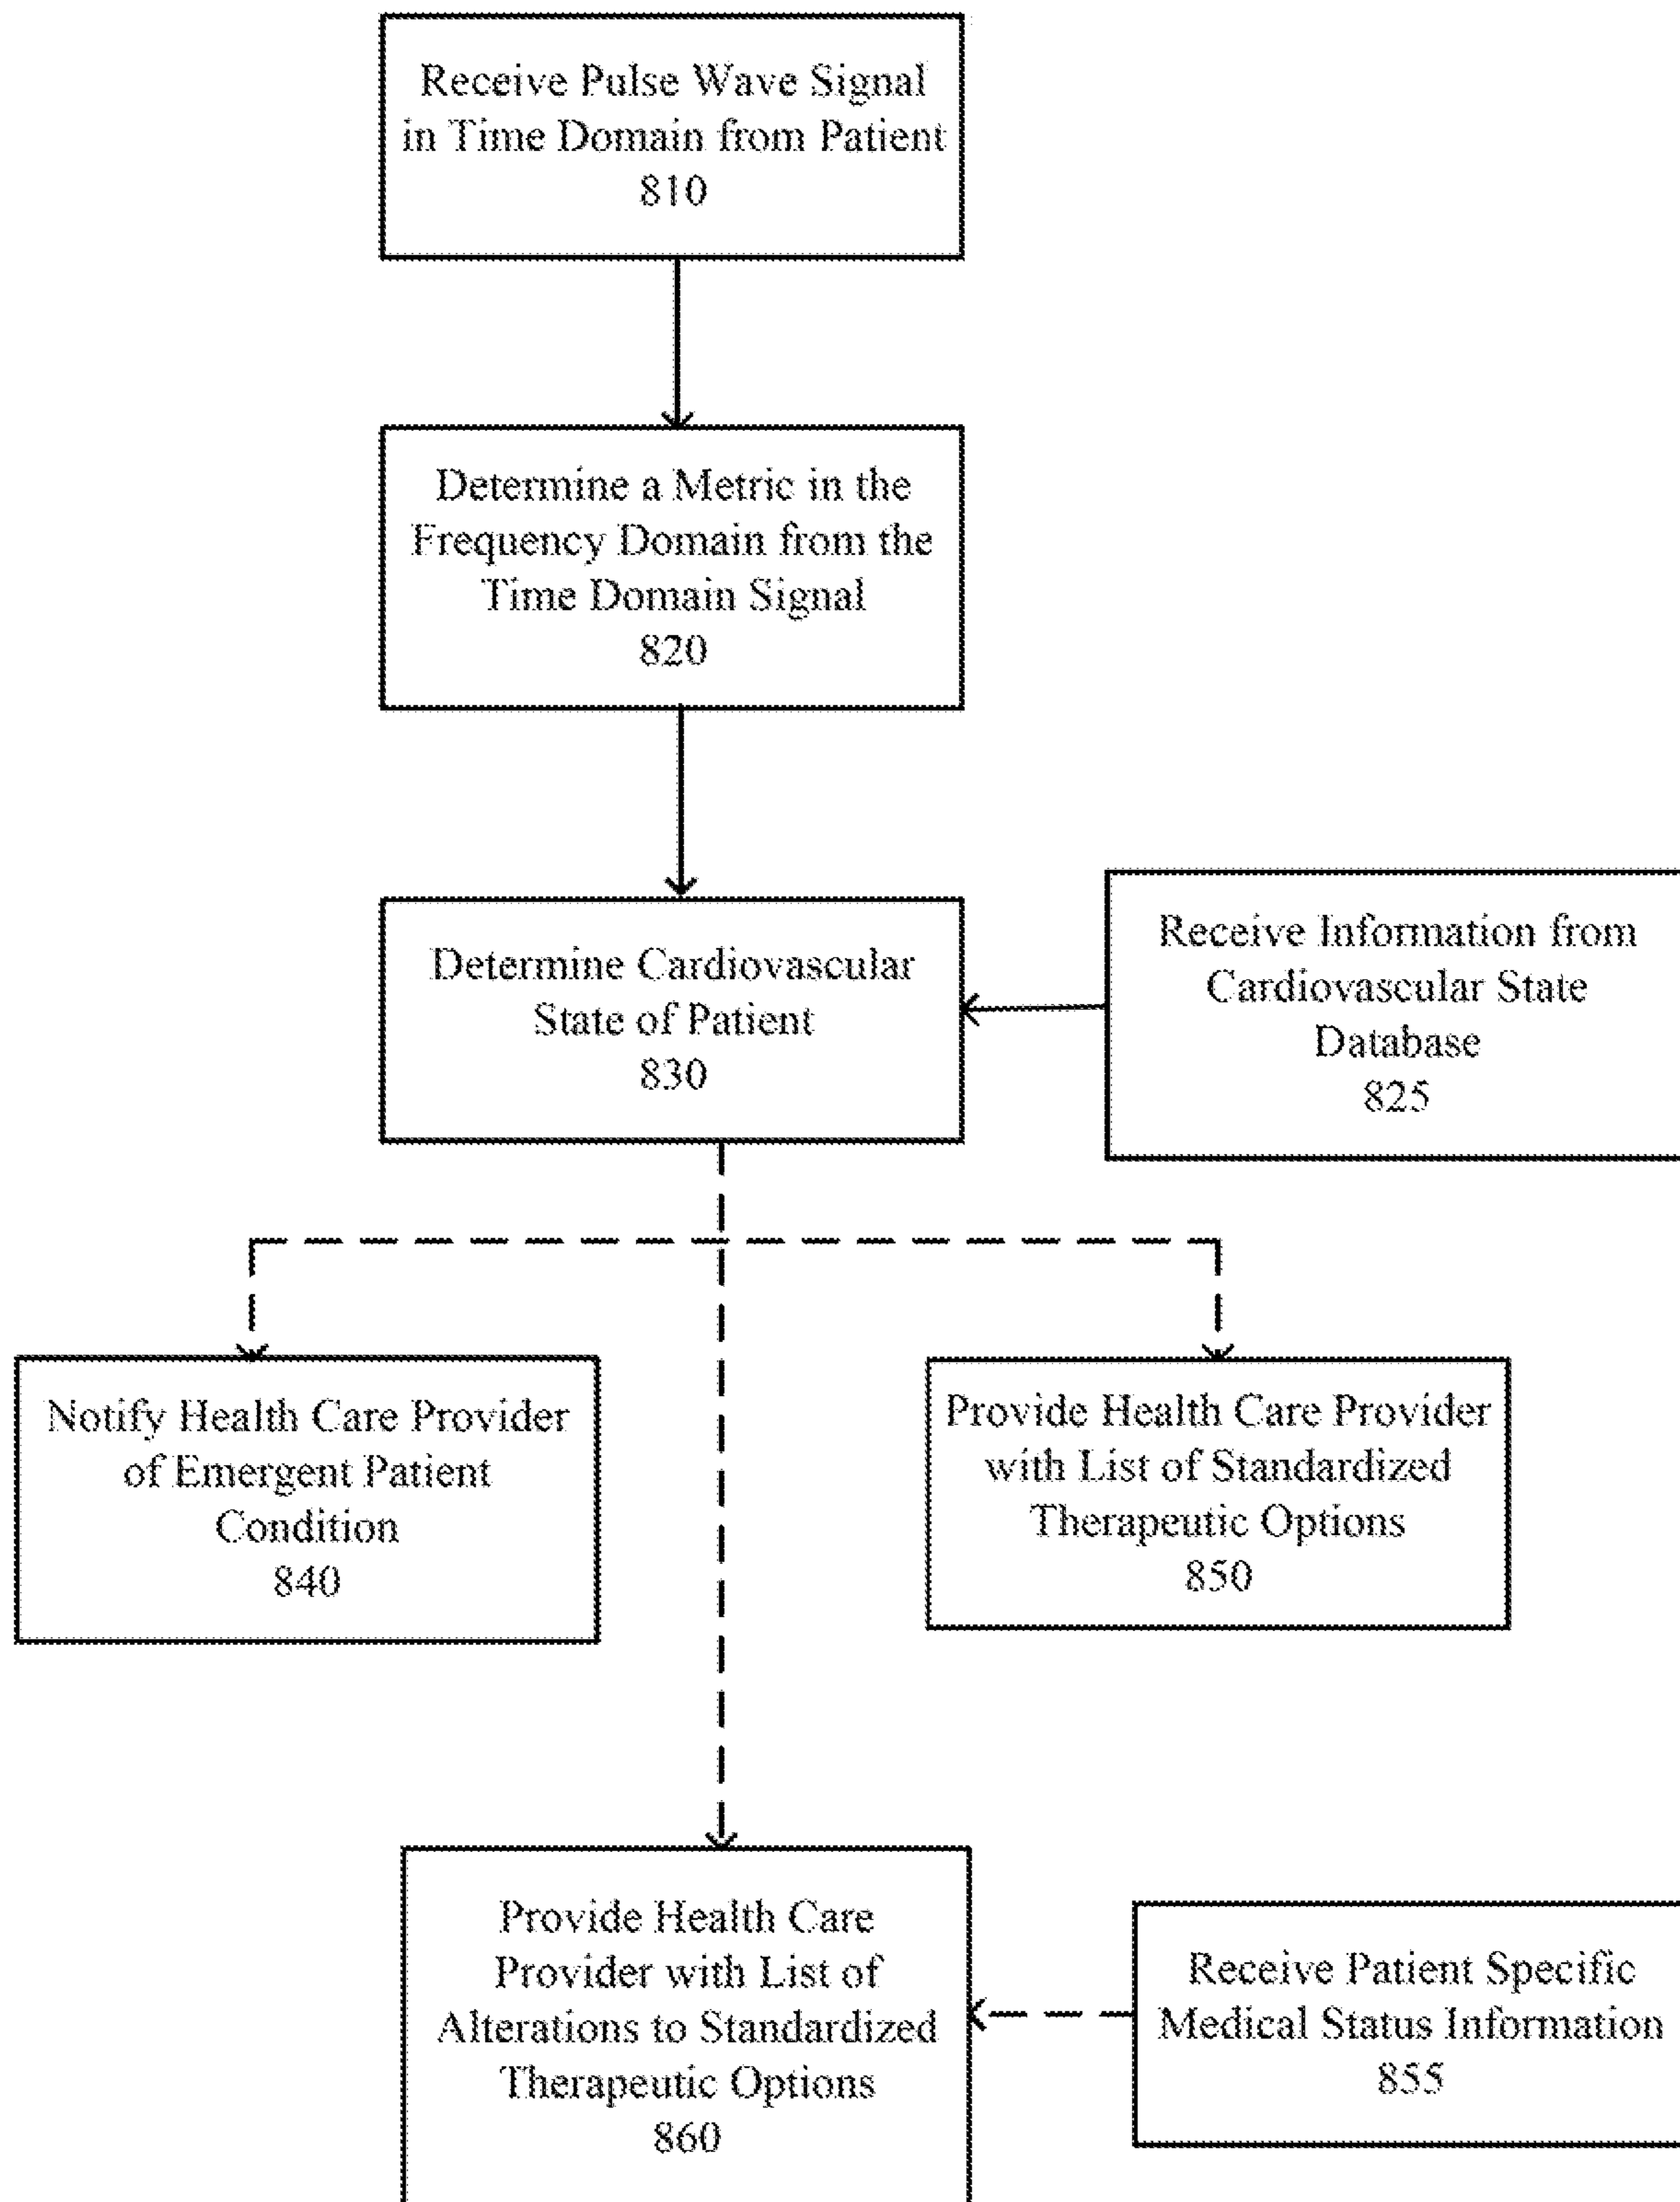 Receive Pulse Wave Signal
in Time Domain from Patient
810
Determine a Metric in the
Frequency Domain from the
Time Domain Signal
820
Determine Cardiovascular
State of Patient
830
Receive Information from
Cardiovascular State
Database
825
Notify Health Care Provider
of Emergent Patient
Condition
840
Provide Health Care Provider
with List of Standardized
Therapeutic Options
850
Provide Health Care
Provider with List of
Alterations to Standardized
Therapeutic Options
860
Receive Patient Specific
Medical Status Information
855